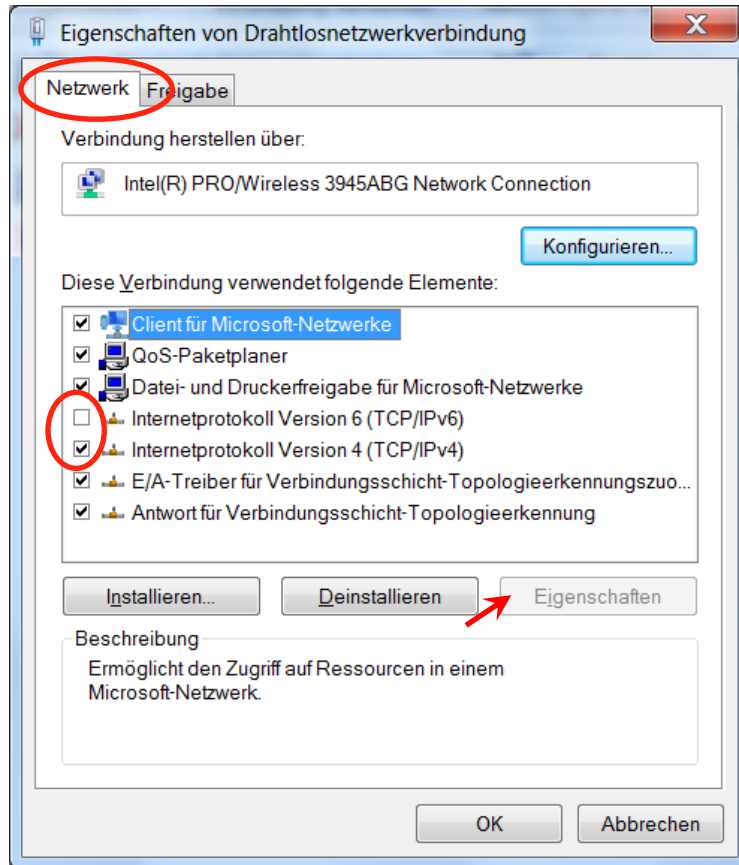 Eigenschaften von Drahtlosnetzwerkverbindung
Netzwerk Freigabe
Verbindung herstellen über:
Intel(R) PRO/Wireless 3945ABG Network Connection
Konfigurieren...
Diese Verbindung verwendet folgende Elemente:
Client für Microsoft-Netzwerke
QoS-Paketplaner
Datei- und Druckerfreigabe für Microsoft-Netzwerke
Internetprotokoll Version 6 (TCP/IPv6)
Internetprotokoll Version 4 (TCP/IPv4)
E/A-Treiber für Verbindungsschicht-Topologieerkennungszuo...
Antwort für Verbindungsschicht-Topologieerkennung
Installieren... Deinstallieren Eigenschaften
Beschreibung
Ermöglicht den Zugriff auf Ressourcen in einem
Microsoft-Netzwerk.
OK Abbrechen